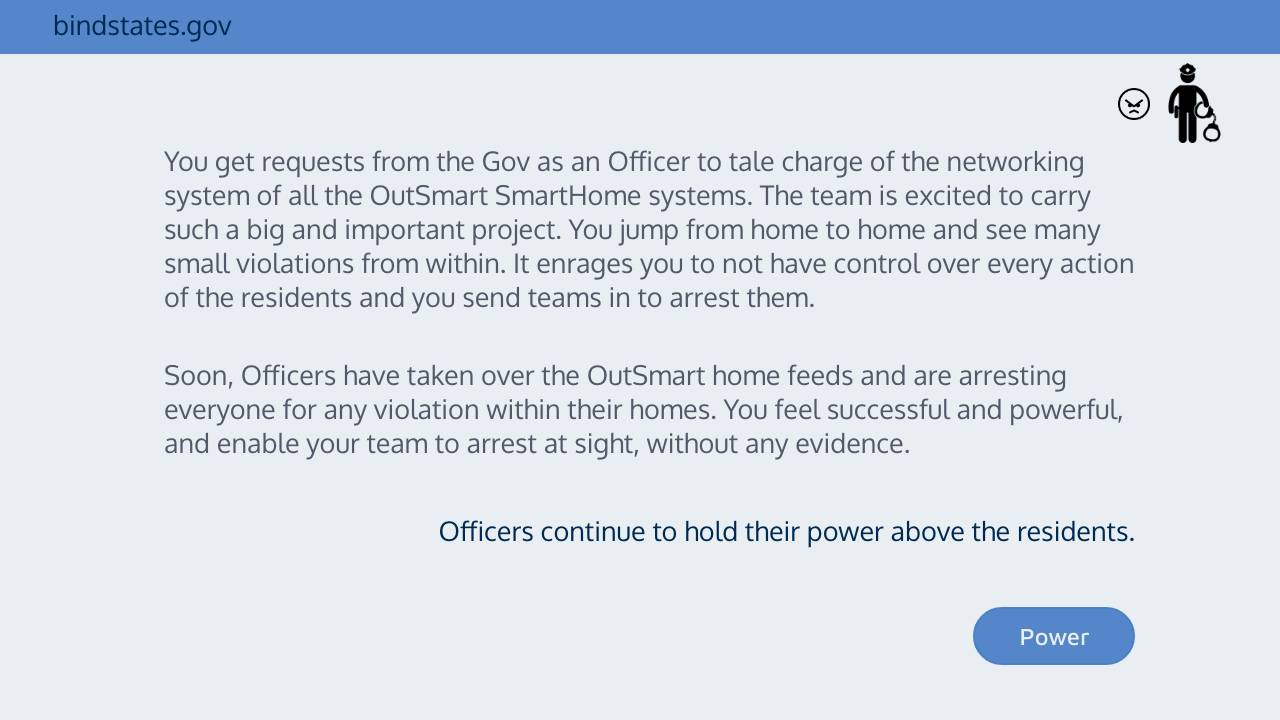 bindstates.gov
You get requests from the Gov as an Officer to tale charge of the networking
system of all the OutSmart SmartHome systems. The team is excited to carry
such a big and important project. You jump from home to home and see many
small violations from within. It enrages you to not have control over every action
of the residents and you send teams in to arrest them.
Soon, Officers have taken over the OutSmart home feeds and are arresting
everyone for any violation within their homes. You feel successful and powerful,
and enable your team to arrest at sight, without any evidence.
Officers continue to hold their power above the residents.
Power